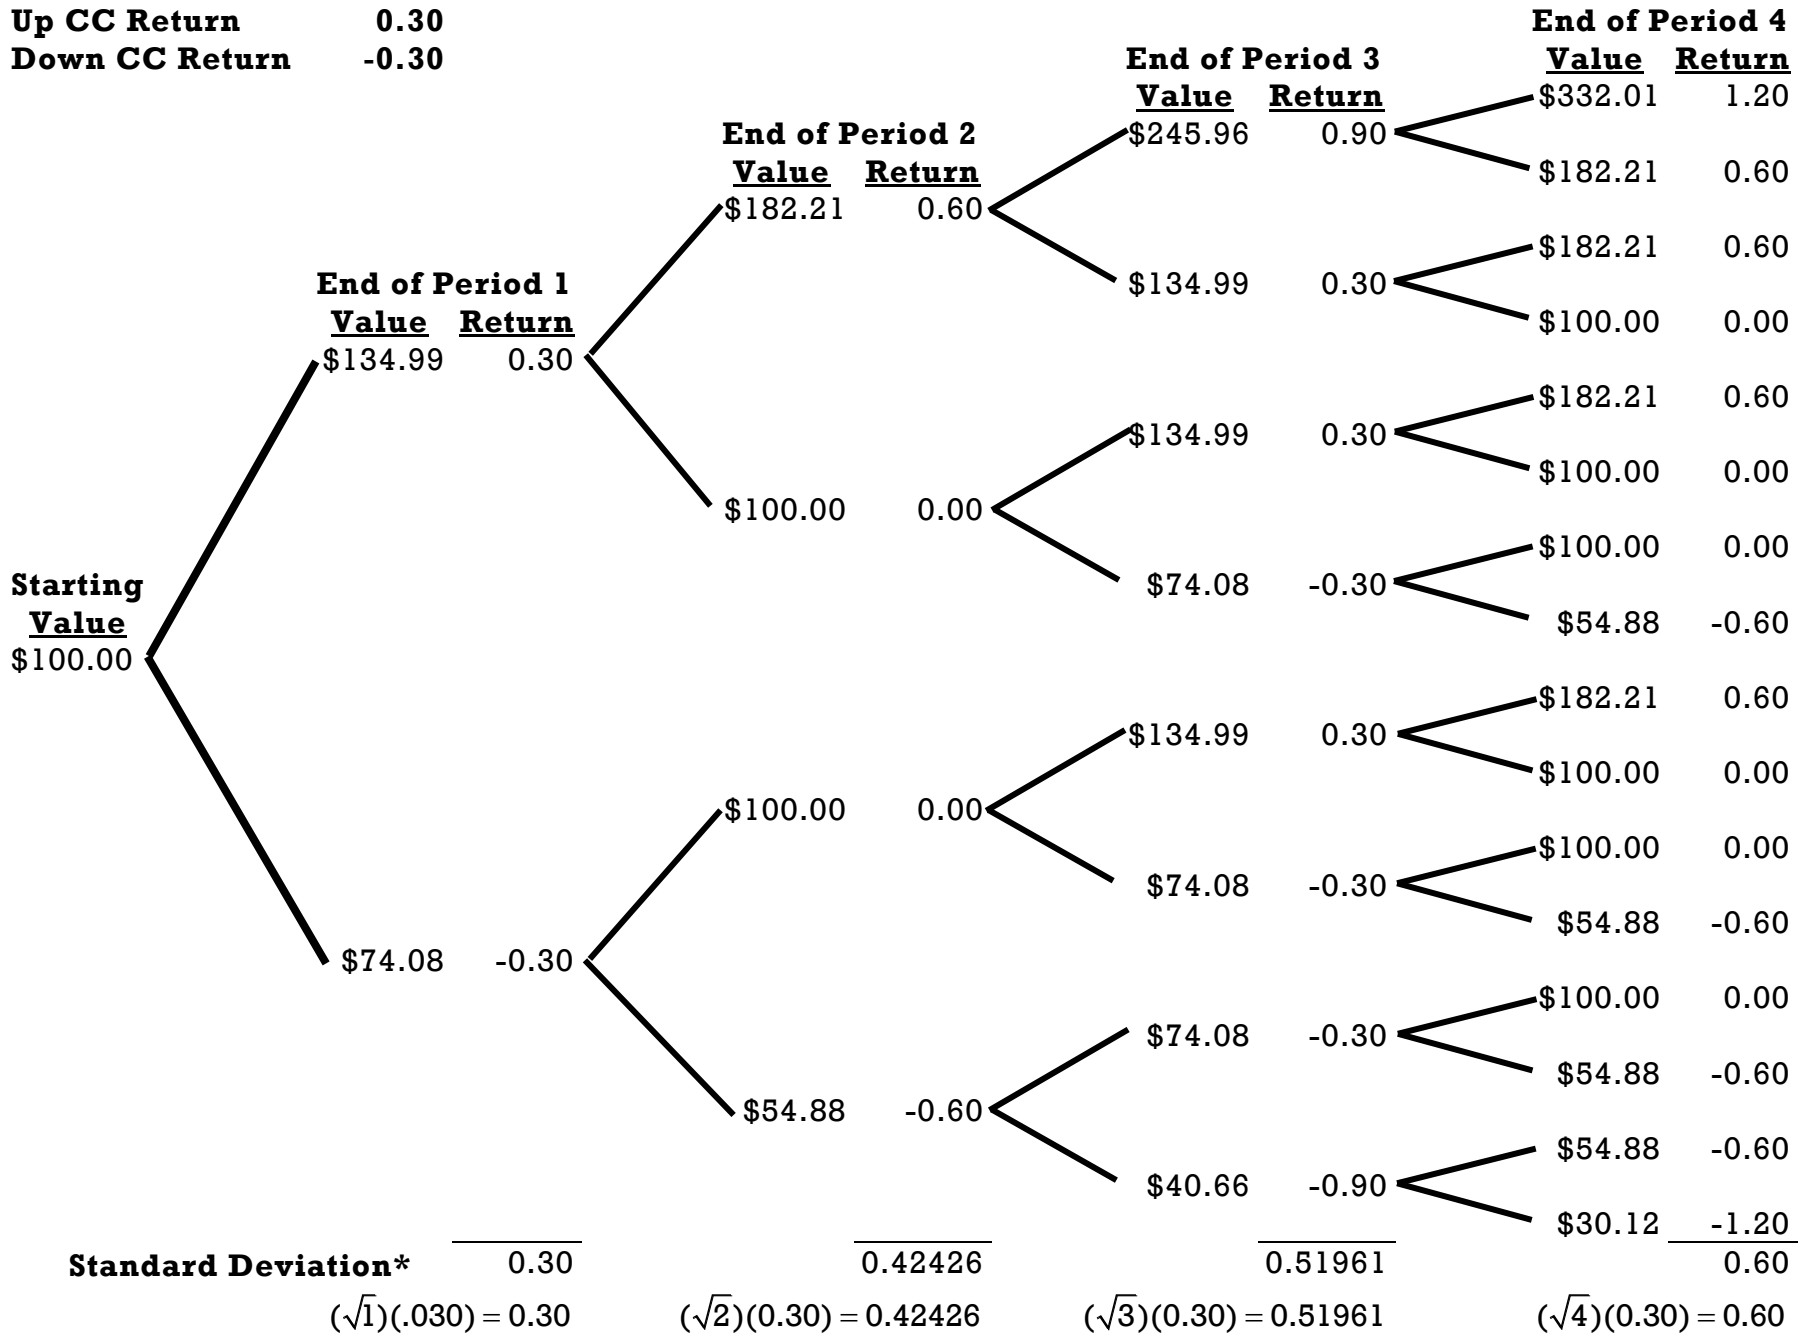 Up CC Return 0.30
Down CC Return -0.30
Starting
Value
$100.00
End of Period 1
Value Return
$134.99 0.30
$74.08 -0.30
End of Period 2
Value Return
$182.21 0.60
$100.00 0.00
$100.00 0.00
$54.88 -0.60
End of Period 3
Value Return
$245.96 0.90
$134.99 0.30
$134.99 0.30
$74.08 -0.30
$134.99 0.30
$74.08 -0.30
$74.08 -0.30
$40.66 -0.90
End of Period 4
Value Return
$332.01 1.20
$182.21 0.60
$182.21 0.60
$100.00 0.00
$182.21 0.60
$100.00 0.00
$100.00 0.00
$54.88 -0.60
$182.21 0.60
$100.00 0.00
$100.00 0.00
$54.88 -0.60
$100.00 0.00
$54.88 -0.60
$54.88 -0.60
$30.12 -1.20
Standard Deviation* 0.30 0.42426 0.51961 0.60
(√1)(.030) = 0.30 (√2)(0.30) = 0.42426 (√3)(0.30) = 0.51961 (√4)(0.30) = 0.60